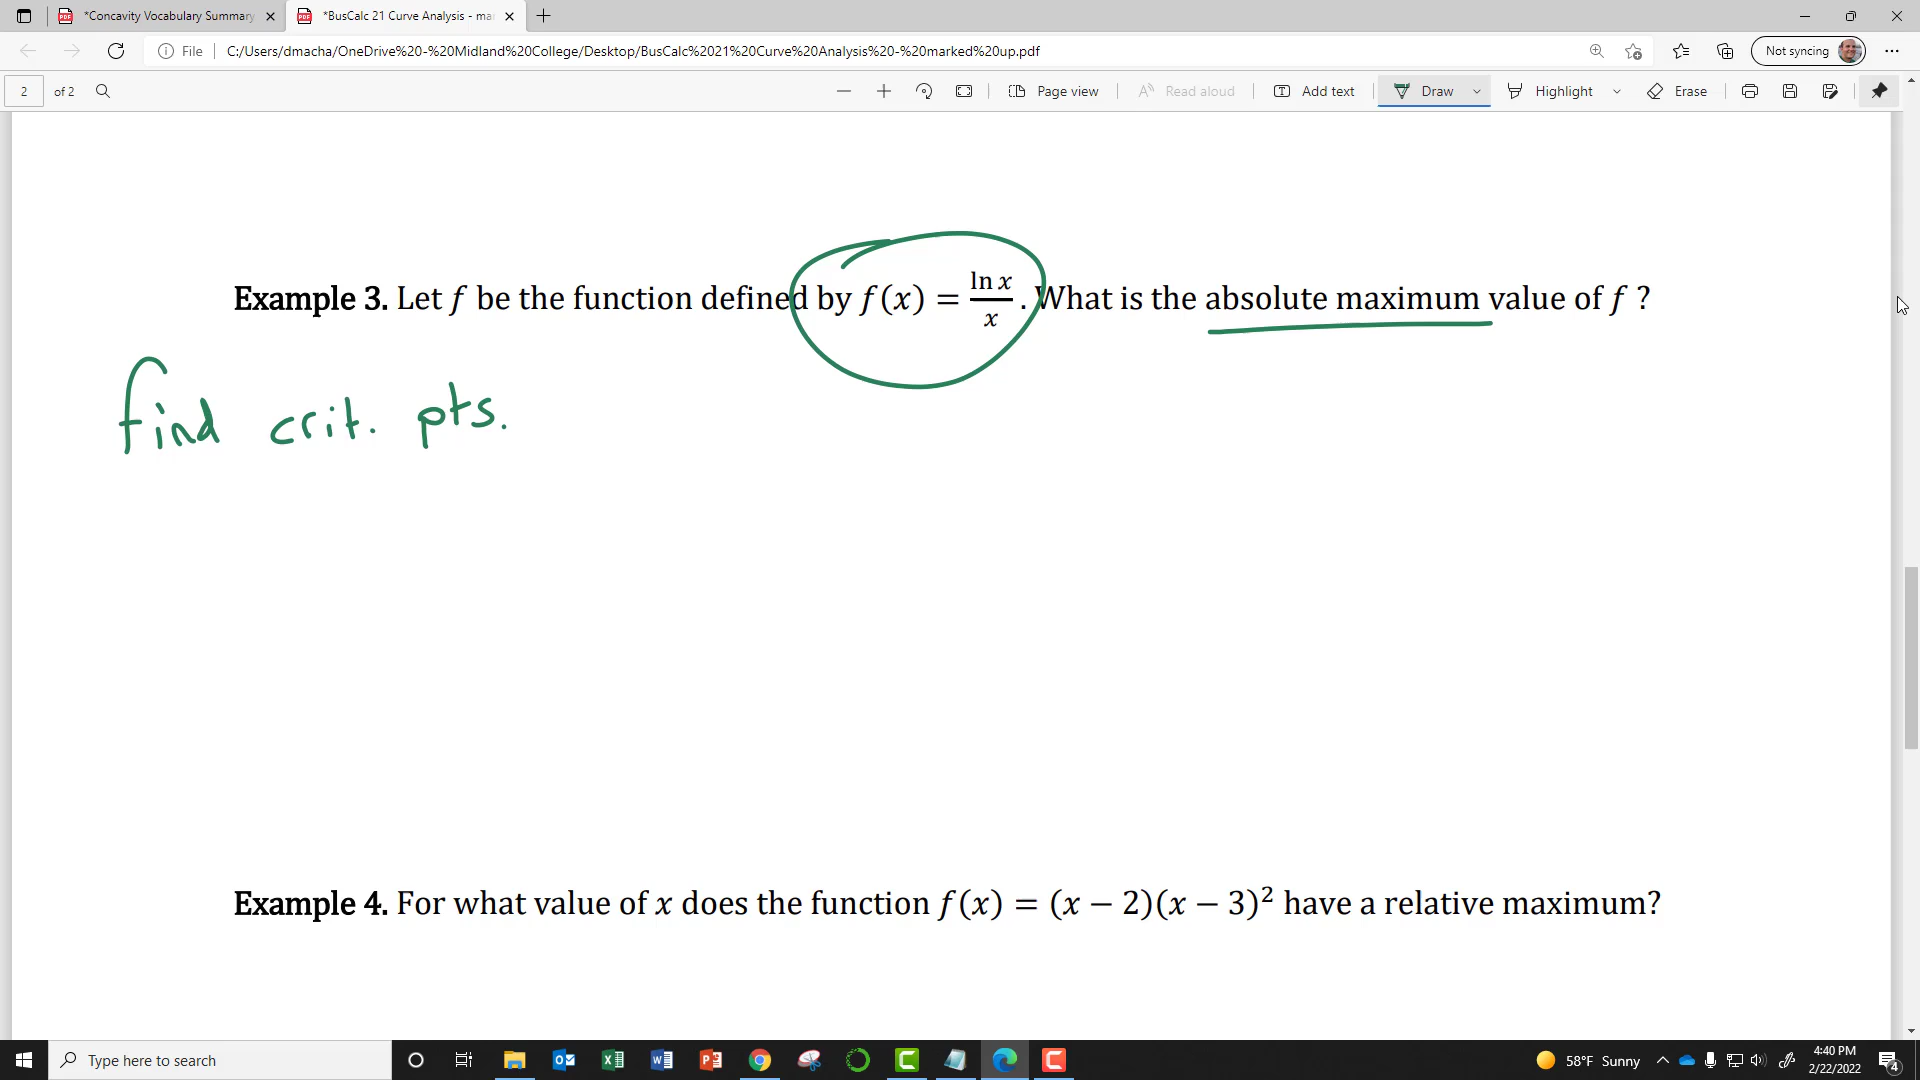 *Concavity Vocabulary Summary
*BusCalc 21 Curve Analysis - ma
File C:/Users/dmacha/OneDrive%20-%20Midland%20College/Desktop/BusCalc%2021%20Curve%20Analysis%20-%20marked%20up.pdf Not syncing
2 of 2 Page view Read aloud Add text Draw Highlight Erase
Example 3. Let f be the function defined by f(x) = ln x / x . What is the absolute maximum value of f ?
find crit. pts.
Example 4. For what value of x does the function f(x) = (x − 2)(x − 3)² have a relative maximum?
Type here to search 58°F Sunny 4:40 PM
2/22/2022 4